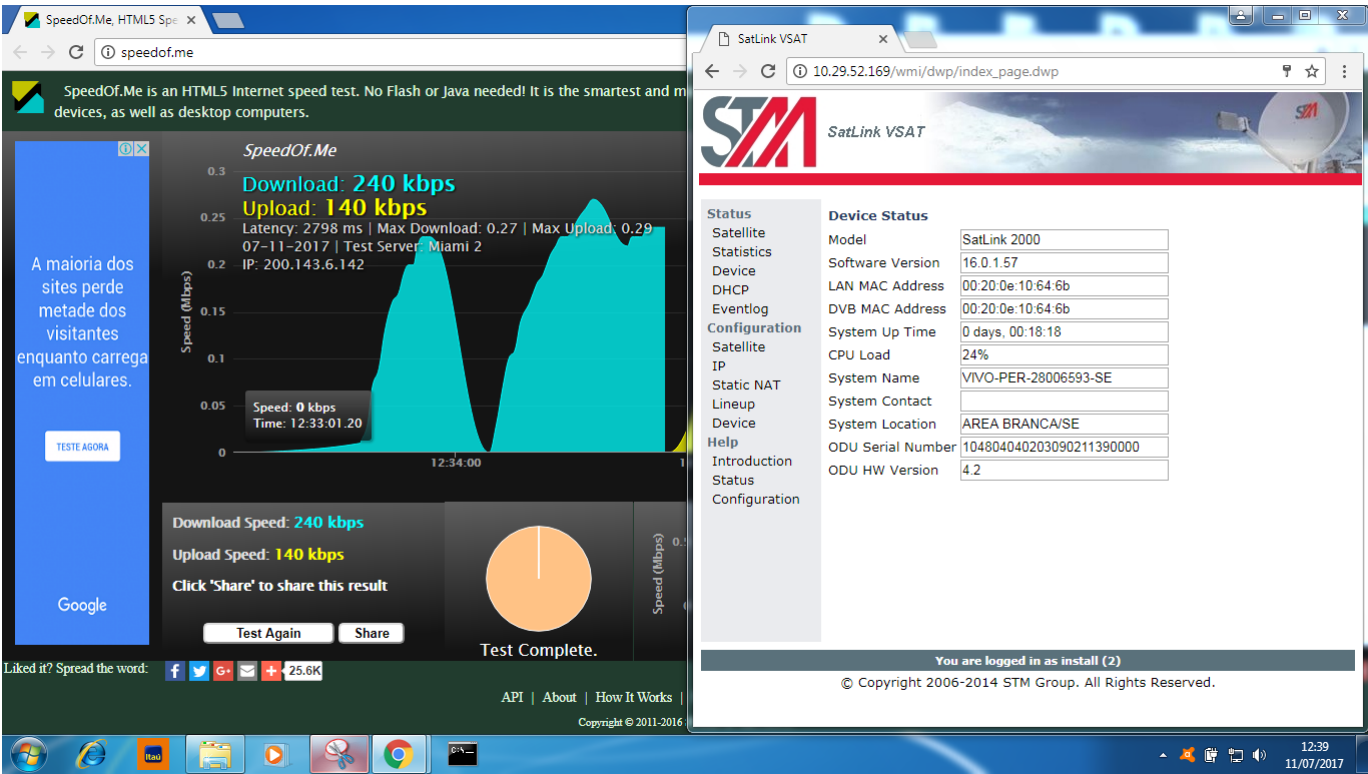 SpeedOf.Me, HTML5 Spe
speedof.me
SpeedOf.Me is an HTML5 Internet speed test. No Flash or Java needed! It is the smartest and m
devices, as well as desktop computers.
A maioria dos
sites perde
metade dos
visitantes
enquanto carrega
em celulares.
TESTE AGORA
Google
SpeedOf.Me
Download: 240 kbps
Upload: 140 kbps
Latency: 2798 ms | Max Download: 0.27 | Max Upload: 0.29
07-11-2017 | Test Server: Miami 2
IP: 200.143.6.142
Speed (Mbps)
0.3
0.25
0.2
0.15
0.1
0.05
0
Speed: 0 kbps
Time: 12:33:01.20
12:34:00
1
Download Speed: 240 kbps
Upload Speed: 140 kbps
Click 'Share' to share this result
Test Again
Share
Test Complete.
Speed (Mbps)
0.
Liked it? Spread the word:
25.6K
API | About | How It Works |
Copyright © 2011-2016
SatLink VSAT
10.29.52.169/wmi/dwp/index_page.dwp
STM
SatLink VSAT
STM
Status
Satellite
Statistics
Device
DHCP
Eventlog
Configuration
Satellite
IP
Static NAT
Lineup
Device
Help
Introduction
Status
Configuration
Device Status
Model SatLink 2000
Software Version 16.0.1.57
LAN MAC Address 00:20:0e:10:64:6b
DVB MAC Address 00:20:0e:10:64:6b
System Up Time 0 days, 00:18:18
CPU Load 24%
System Name VIVO-PER-28006593-SE
System Contact
System Location AREA BRANCA/SE
ODU Serial Number 104804040203090211390000
ODU HW Version 4.2
You are logged in as install (2)
© Copyright 2006-2014 STM Group. All Rights Reserved.
Itaú
12:39
11/07/2017